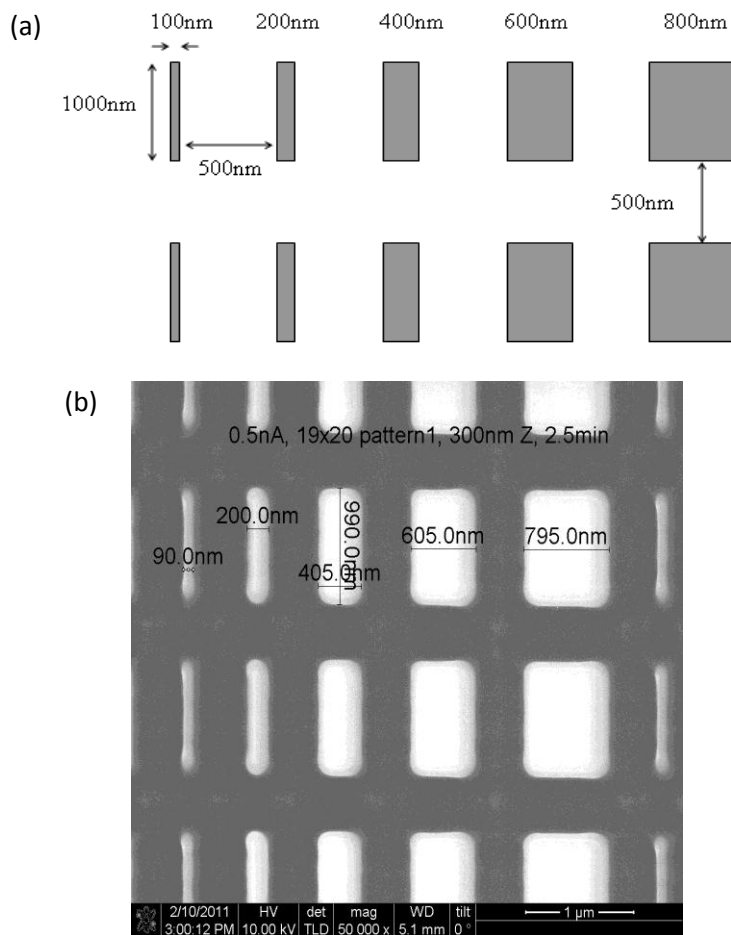 (a)
100nm 200nm 400nm 600nm 800nm
1000nm
500nm
500nm
(b)
0.5nA, 19x20 pattern1, 300nm Z, 2.5min
200.0nm
990.0nm
605.0nm
795.0nm
90.0nm
405.0nm
2/10/2011 HV det mag WD tilt
3:00:12 PM 10.00 kV TLD 50 000 x 5.1 mm 0 ° 1 µm